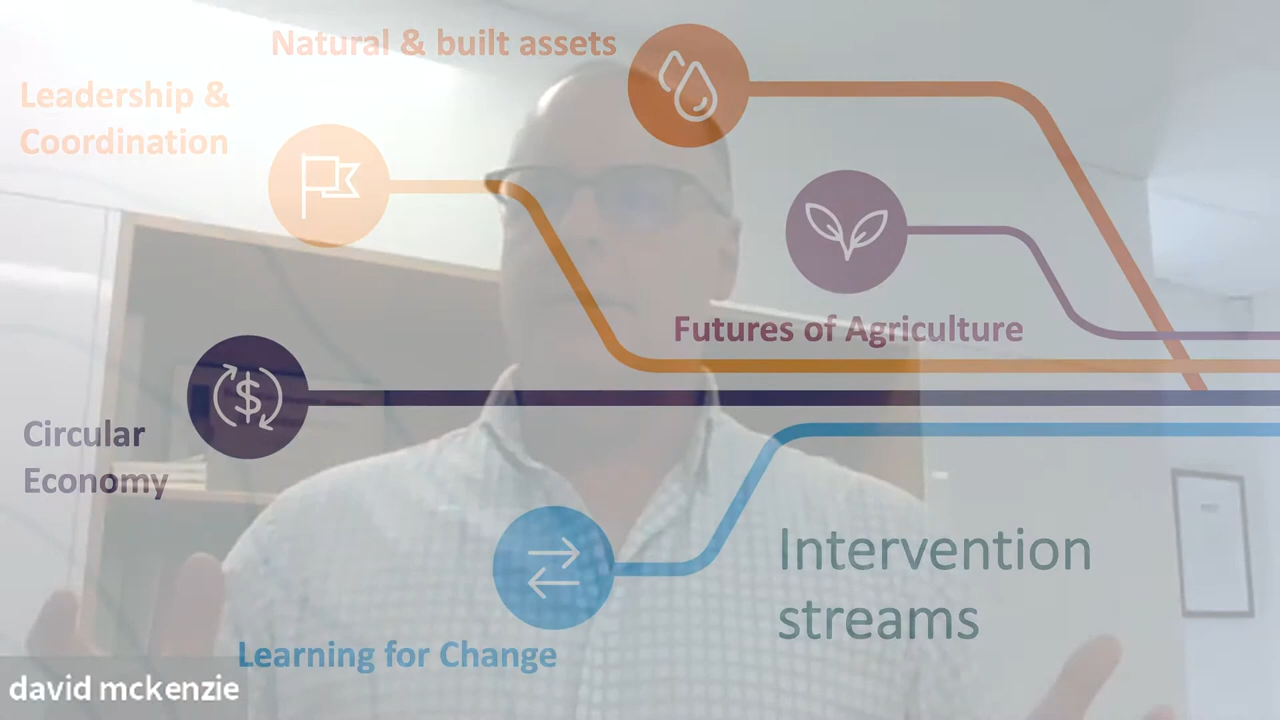 Natural & built assets
Leadership &
Coordination
Futures of Agriculture
Circular
Economy
Intervention
streams
Learning for Change
david mckenzie